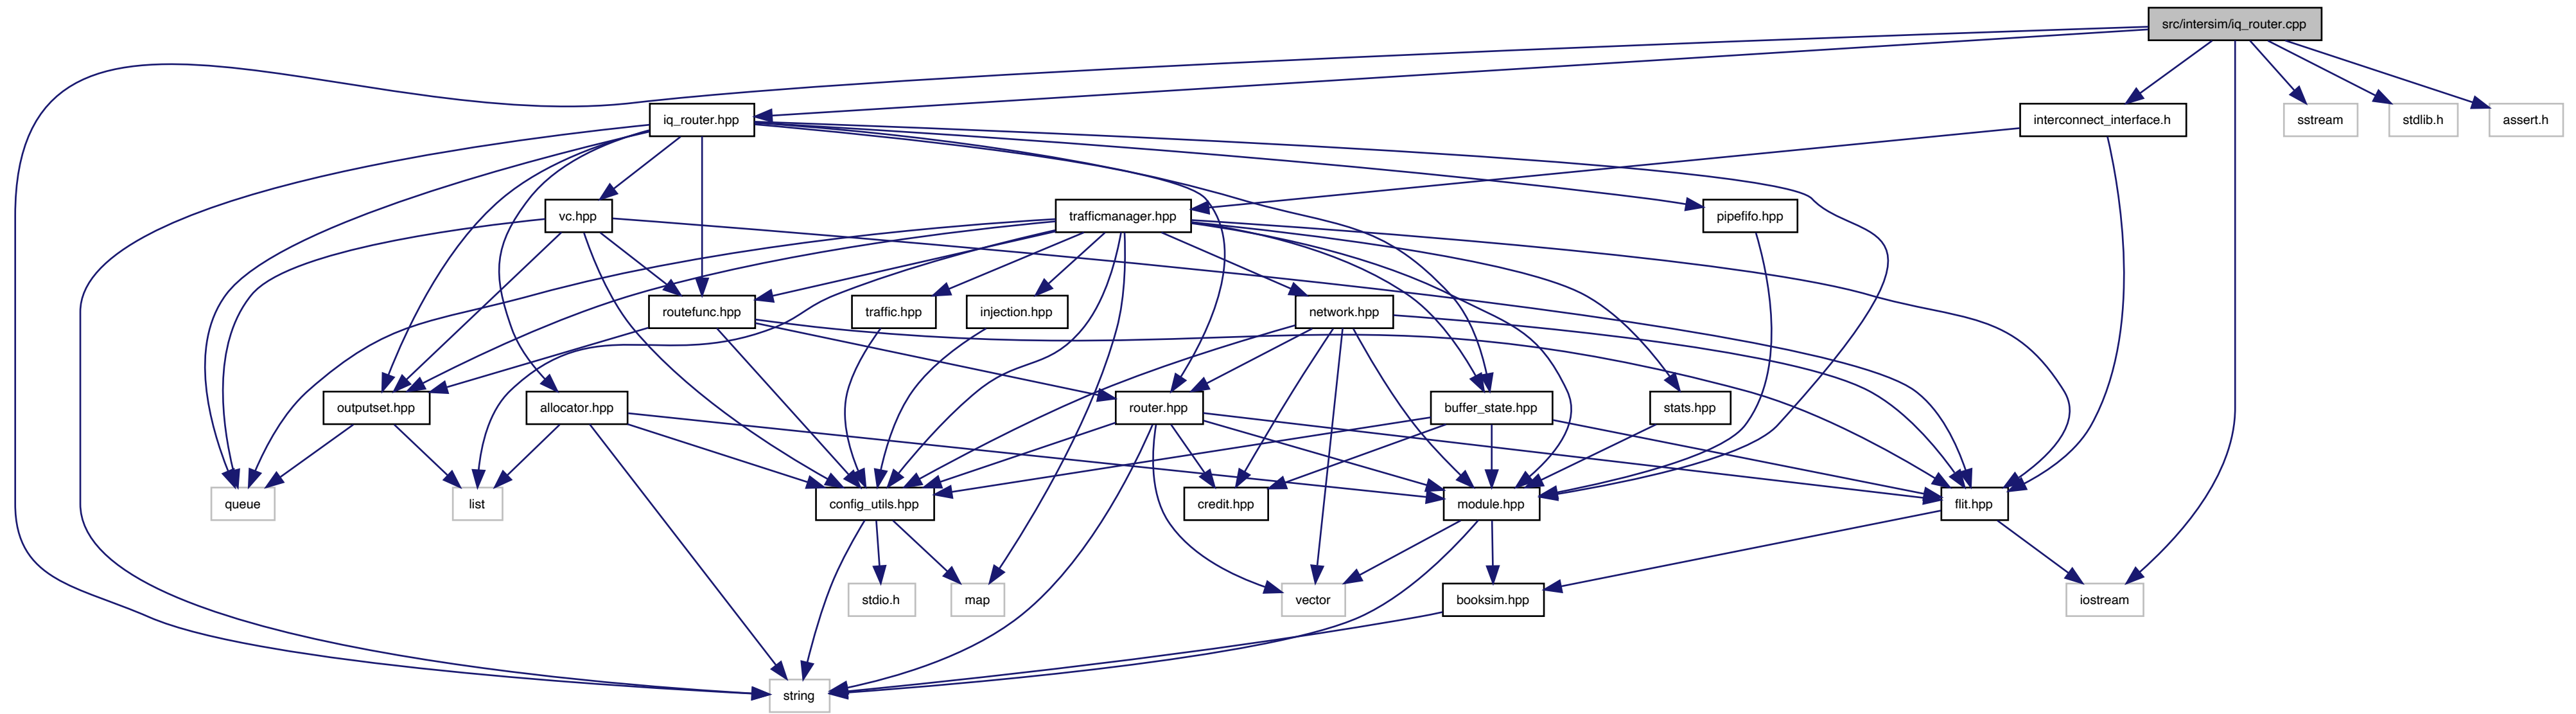 src/intersim/iq_router.cpp
iq_router.hpp
interconnect_interface.h
sstream
stdlib.h
assert.h
vc.hpp
trafficmanager.hpp
pipefifo.hpp
routefunc.hpp
traffic.hpp
injection.hpp
network.hpp
outputset.hpp
allocator.hpp
router.hpp
buffer_state.hpp
stats.hpp
queue
list
config_utils.hpp
credit.hpp
module.hpp
flit.hpp
stdio.h
map
vector
booksim.hpp
iostream
string